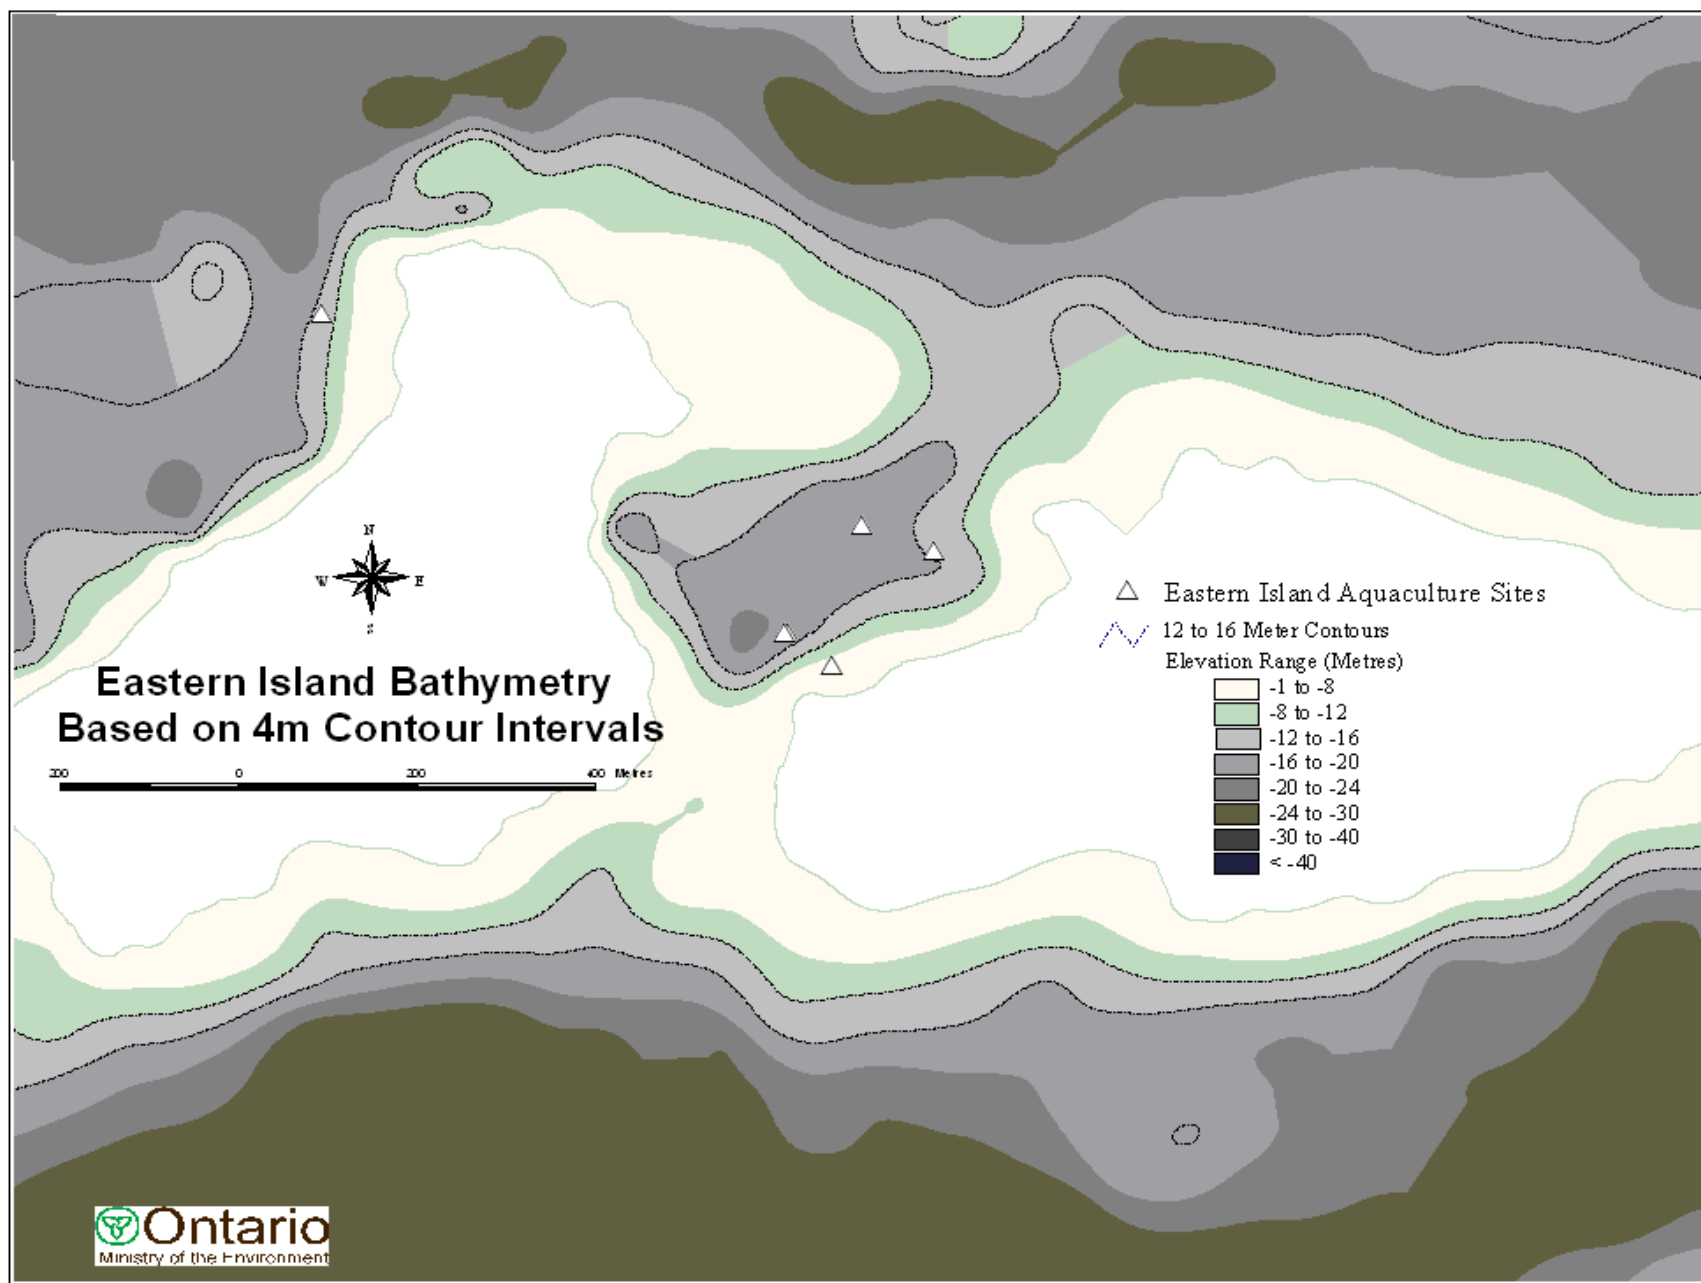 N
W E
S
Eastern Island Bathymetry
Based on 4m Contour Intervals
200 0 200 400 Metres
Eastern Island Aquaculture Sites
12 to 16 Meter Contours
Elevation Range (Metres)
-1 to -8
-8 to -12
-12 to -16
-16 to -20
-20 to -24
-24 to -30
-30 to -40
< -40
Ontario
Ministry of the Environment